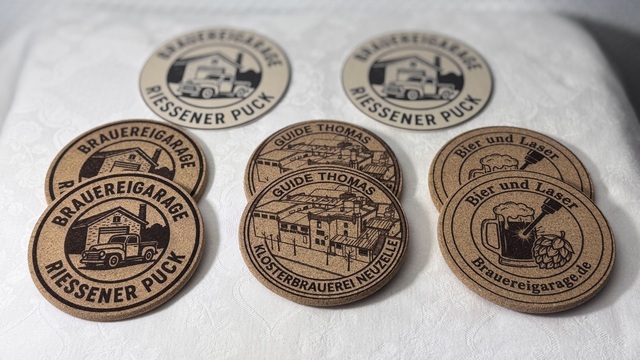 BRAUEREIGARAGE
RIESSENER PUCK
BRAUEREIGARAGE
RIESSENER PUCK
BRAUEREIGARAGE
R
GUIDE THOMAS
Bier und Laser
BRAUEREIGARAGE
RIESSENER PUCK
GUIDE THOMAS
KLOSTERBRAUEREI NEUZELLE
Bier und Laser
Brauereigarage.de